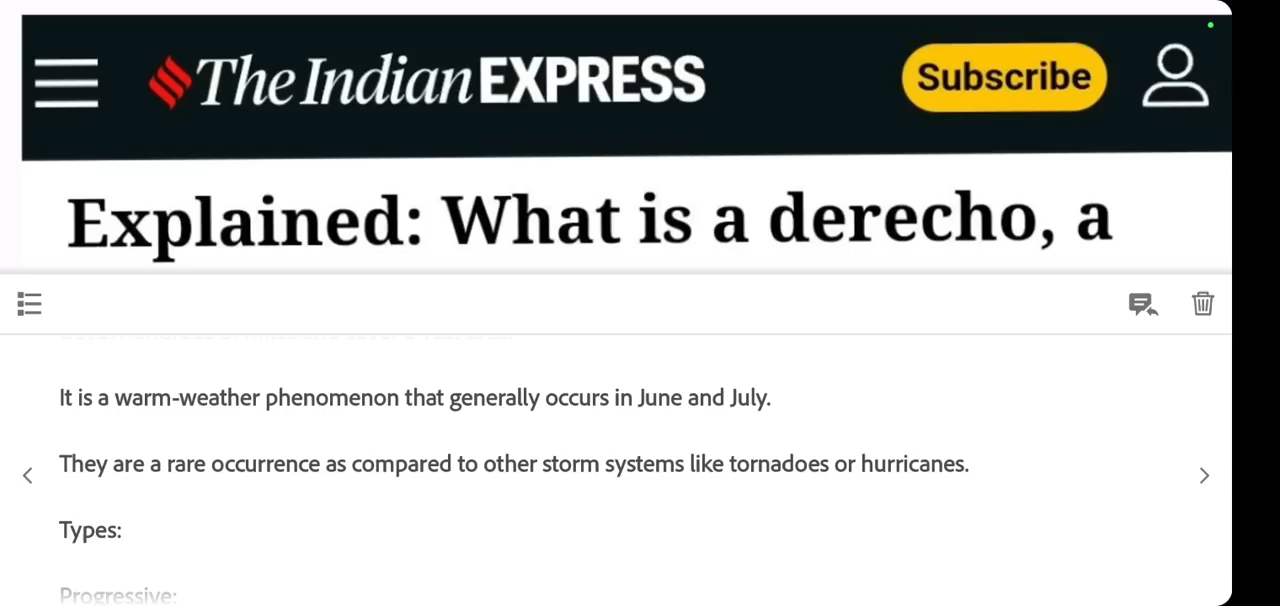 The Indian EXPRESS
Subscribe
Explained: What is a derecho, a
It is a warm-weather phenomenon that generally occurs in June and July.
They are a rare occurrence as compared to other storm systems like tornadoes or hurricanes.
Types:
Progressive: